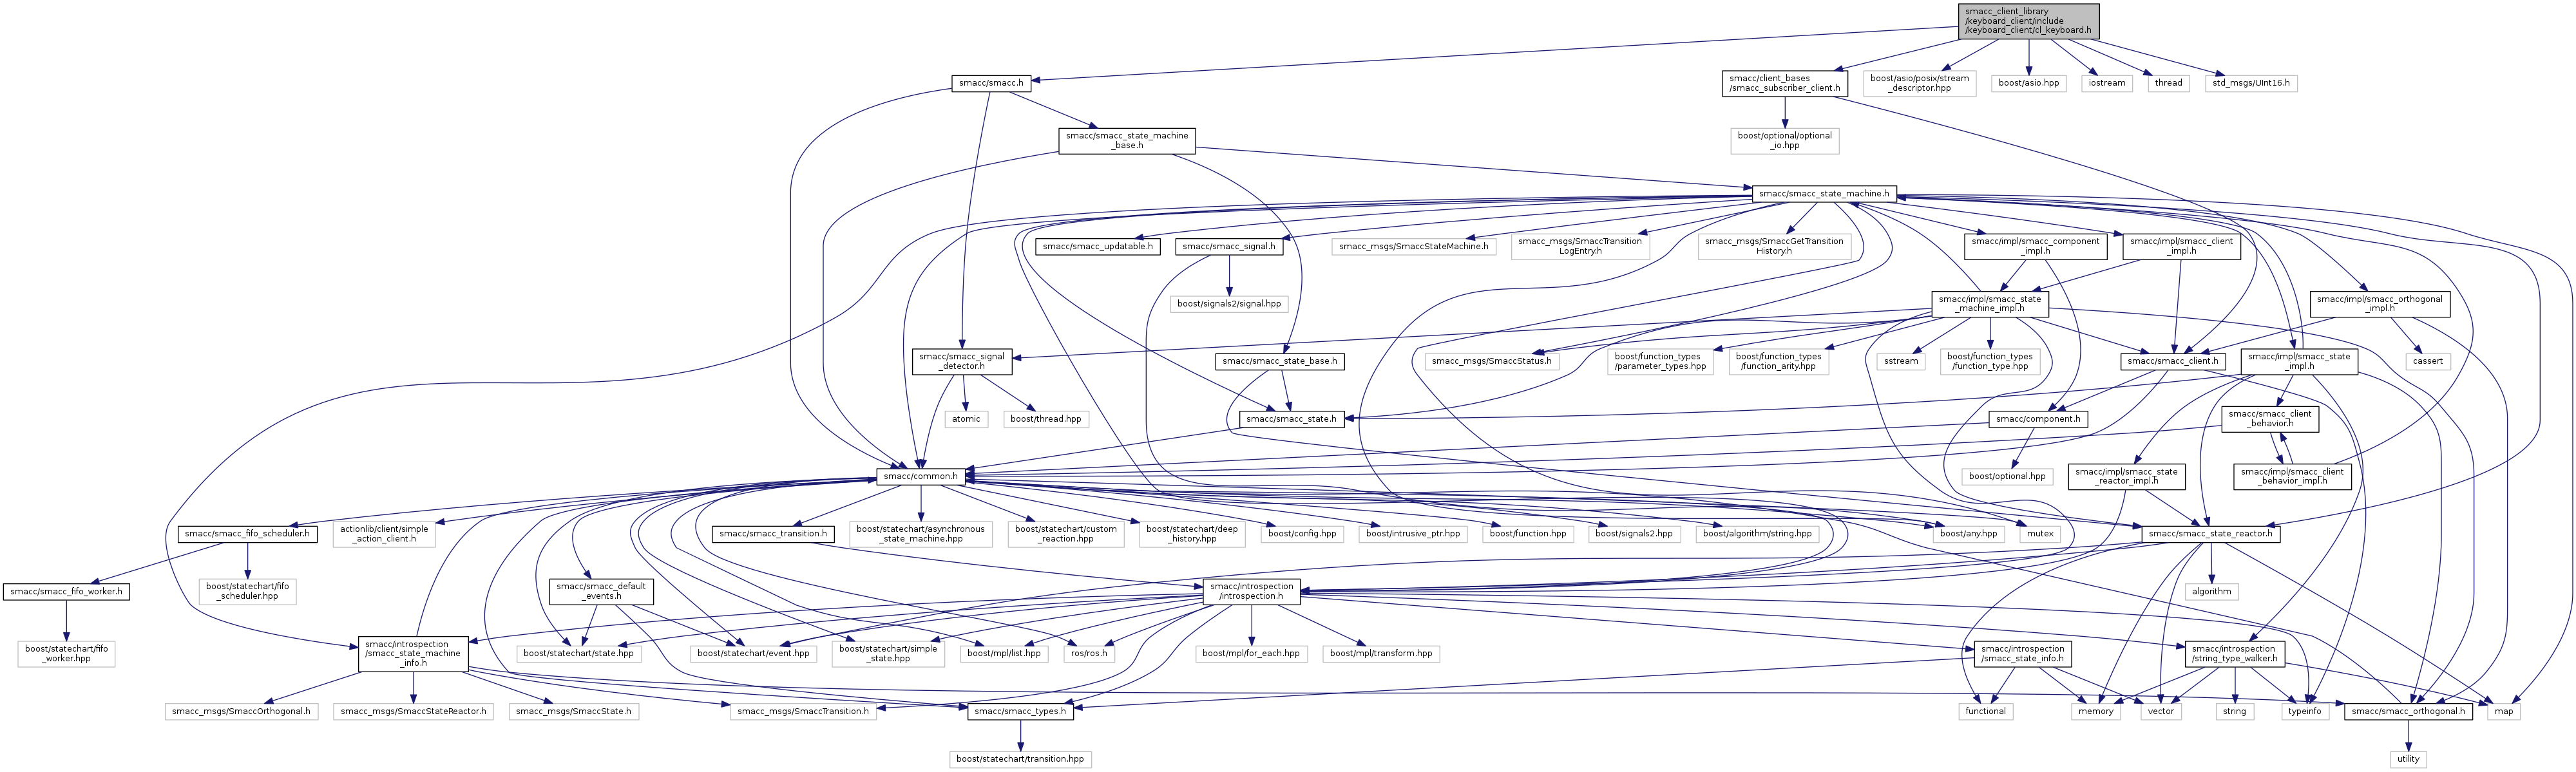 smacc_client_library
/keyboard_client/include
/keyboard_client/cl_keyboard.h
smacc/smacc.h
smacc/client_bases
/smacc_subscriber_client.h
boost/asio/posix/stream
_descriptor.hpp
boost/asio.hpp
iostream
thread
std_msgs/UInt16.h
smacc/smacc_state_machine
_base.h
boost/optional/optional
_io.hpp
smacc/smacc_state_machine.h
smacc/smacc_updatable.h
smacc/smacc_signal.h
smacc_msgs/SmaccStateMachine.h
smacc_msgs/SmaccTransition
LogEntry.h
smacc_msgs/SmaccGetTransition
History.h
smacc/impl/smacc_component
_impl.h
smacc/impl/smacc_client
_impl.h
boost/signals2/signal.hpp
smacc/impl/smacc_state
_machine_impl.h
smacc/impl/smacc_orthogonal
_impl.h
smacc/smacc_signal
_detector.h
smacc/smacc_state_base.h
smacc_msgs/SmaccStatus.h
boost/function_types
/parameter_types.hpp
boost/function_types
/function_arity.hpp
sstream
boost/function_types
/function_type.hpp
smacc/smacc_client.h
smacc/impl/smacc_state
_impl.h
cassert
atomic
boost/thread.hpp
smacc/smacc_state.h
smacc/component.h
smacc/smacc_client
_behavior.h
smacc/common.h
boost/optional.hpp
smacc/impl/smacc_state
_reactor_impl.h
smacc/impl/smacc_client
_behavior_impl.h
smacc/smacc_fifo_scheduler.h
actionlib/client/simple
_action_client.h
smacc/smacc_transition.h
boost/statechart/asynchronous
_state_machine.hpp
boost/statechart/custom
_reaction.hpp
boost/statechart/deep
_history.hpp
boost/config.hpp
boost/intrusive_ptr.hpp
boost/function.hpp
boost/signals2.hpp
boost/algorithm/string.hpp
boost/any.hpp
mutex
smacc/smacc_state_reactor.h
smacc/smacc_fifo_worker.h
boost/statechart/fifo
_scheduler.hpp
smacc/smacc_default
_events.h
smacc/introspection
/introspection.h
algorithm
boost/statechart/fifo
_worker.hpp
smacc/introspection
/smacc_state_machine
_info.h
boost/statechart/state.hpp
boost/statechart/event.hpp
boost/statechart/simple
_state.hpp
boost/mpl/list.hpp
ros/ros.h
boost/mpl/for_each.hpp
boost/mpl/transform.hpp
smacc/introspection
/smacc_state_info.h
smacc/introspection
/string_type_walker.h
smacc_msgs/SmaccOrthogonal.h
smacc_msgs/SmaccStateReactor.h
smacc_msgs/SmaccState.h
smacc_msgs/SmaccTransition.h
smacc/smacc_types.h
functional
memory
vector
string
typeinfo
smacc/smacc_orthogonal.h
map
boost/statechart/transition.hpp
utility